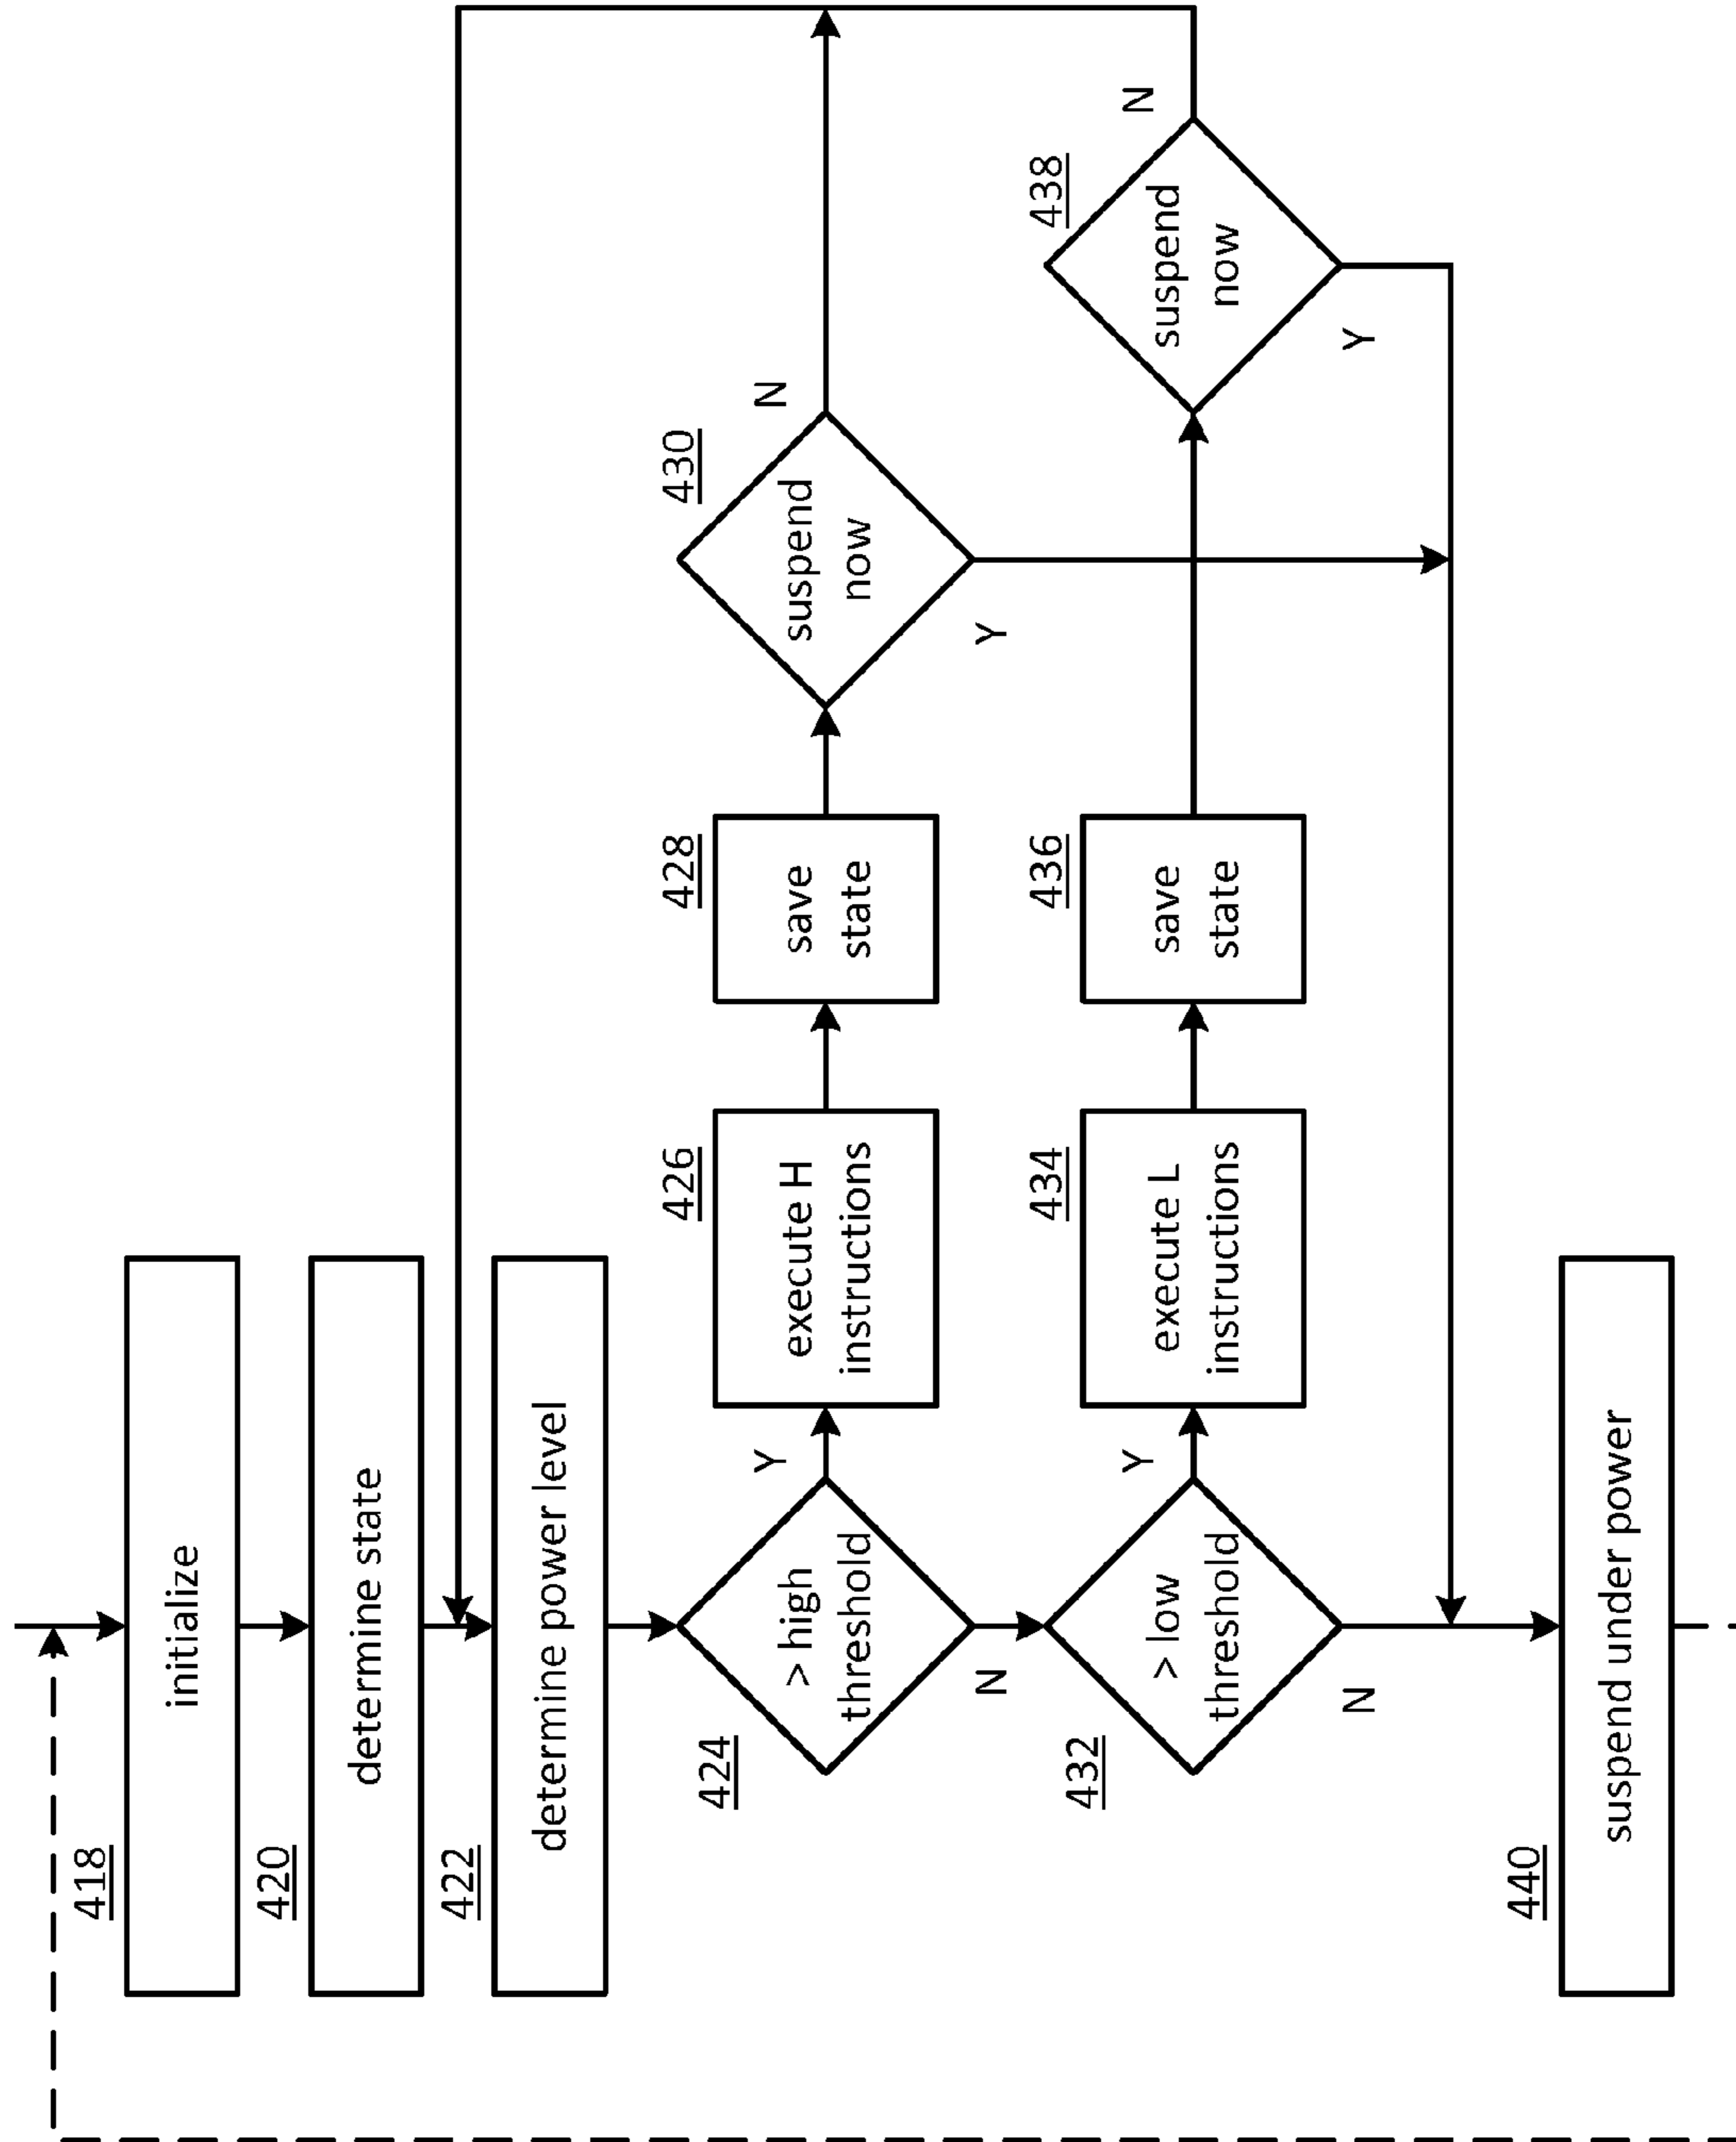 418
initialize
420
determine state
422
determine power level
424
> high
threshold
Y
N
426
execute H
instructions
428
save
state
430
suspend
now
N
Y
432
> low
threshold
Y
N
434
execute L
instructions
436
save
state
438
suspend
now
N
Y
440
suspend under power